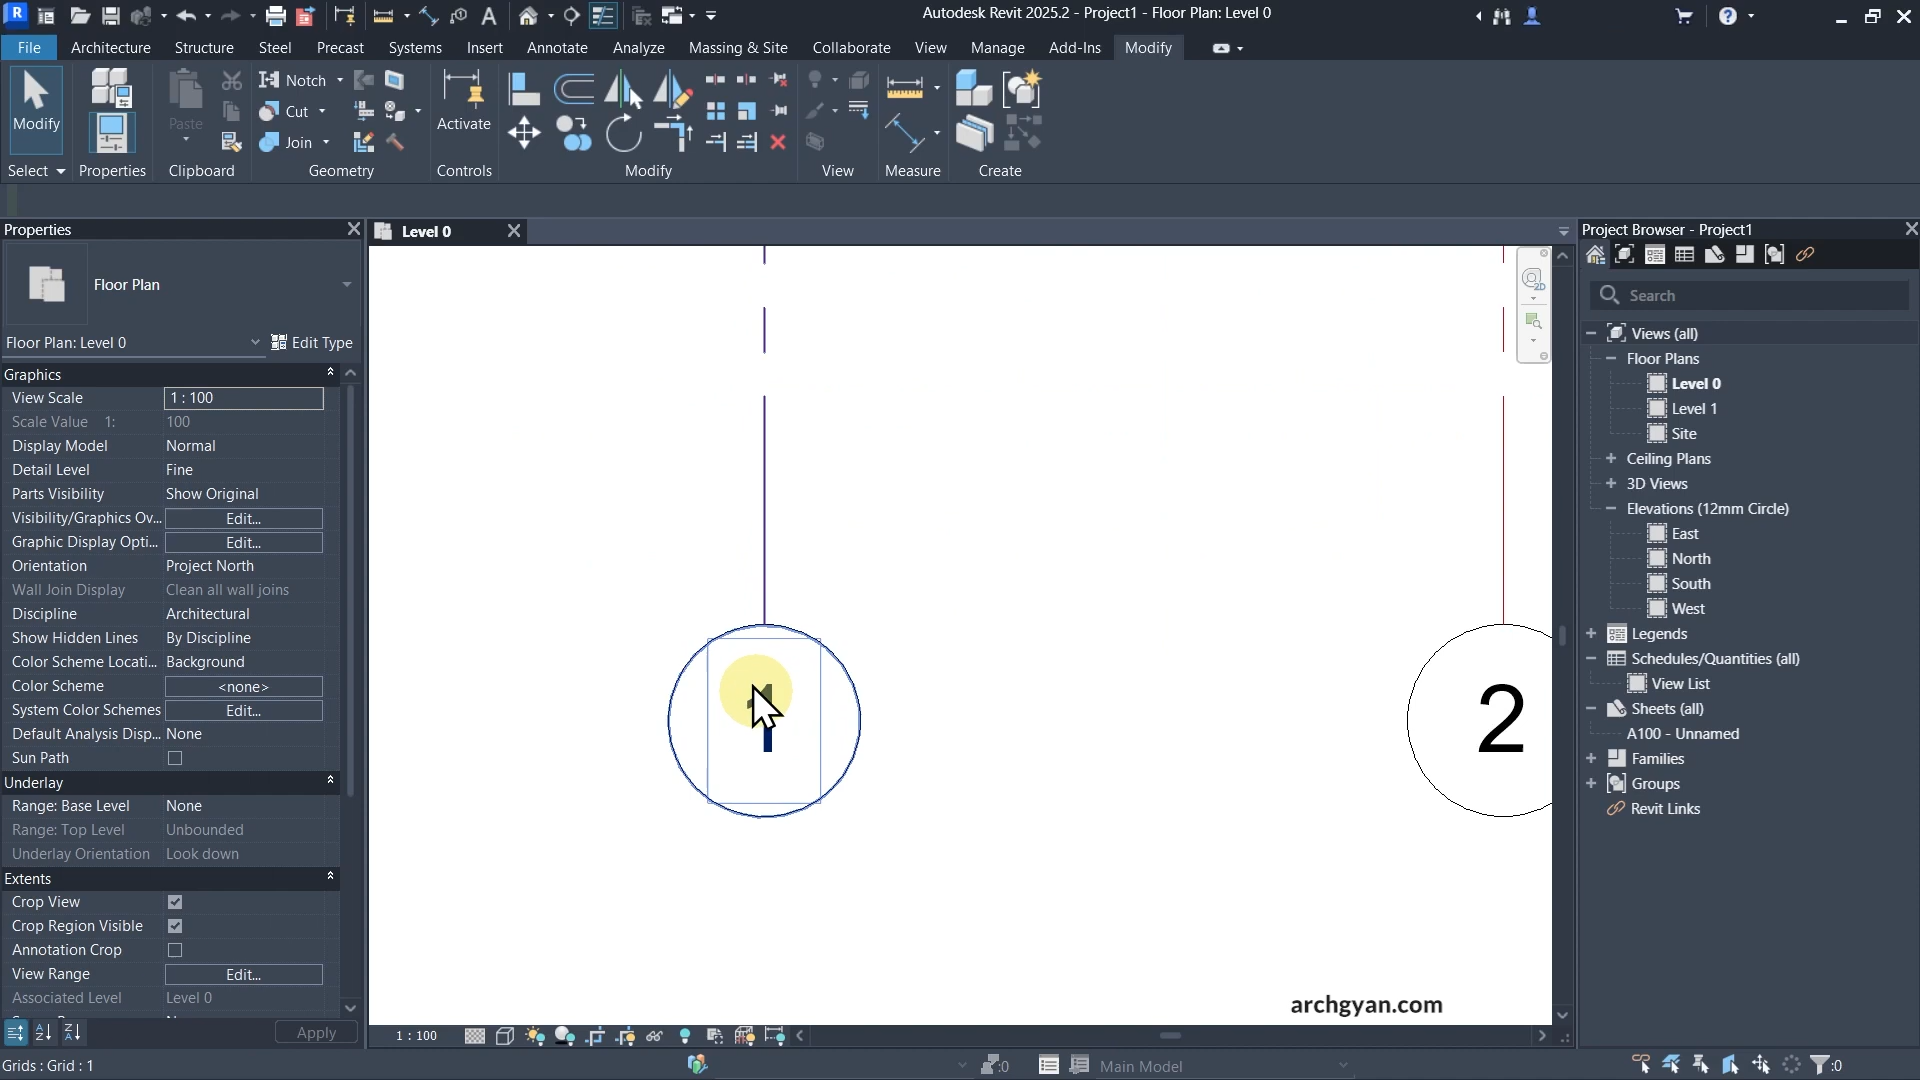 Autodesk Revit 2025.2 - Project1 - Floor Plan: Level 0
File Architecture Structure Steel Precast Systems Insert Annotate Analyze Massing & Site Collaborate View Manage Add-Ins Modify
Modify
Paste
Notch
Cut
Join
Activate
Select Properties Clipboard Geometry Controls Modify View Measure Create
Properties
Floor Plan
Floor Plan: Level 0 Edit Type
Graphics
View Scale 1 : 100
Scale Value 1: 100
Display Model Normal
Detail Level Fine
Parts Visibility Show Original
Visibility/Graphics Ov... Edit...
Graphic Display Opti... Edit...
Orientation Project North
Wall Join Display Clean all wall joins
Discipline Architectural
Show Hidden Lines By Discipline
Color Scheme Locati... Background
Color Scheme <none>
System Color Schemes Edit...
Default Analysis Disp... None
Sun Path
Underlay
Range: Base Level None
Range: Top Level Unbounded
Underlay Orientation Look down
Extents
Crop View
Crop Region Visible
Annotation Crop
View Range Edit...
Associated Level Level 0
Apply
Grids : Grid : 1
Level 0
2D
1
2
archgyan.com
1 : 100
:0
Main Model
:0
Project Browser - Project1
Search
Views (all)
Floor Plans
Level 0
Level 1
Site
Ceiling Plans
3D Views
Elevations (12mm Circle)
East
North
South
West
Legends
Schedules/Quantities (all)
View List
Sheets (all)
A100 - Unnamed
Families
Groups
Revit Links